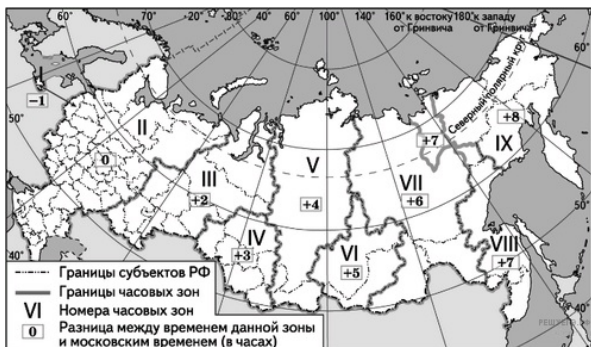 60°
70°
20°
40°
60°
80°
100°
120°
140°
160° к востоку
от Гринвича
180° к западу
от Гринвича
60°
Северный полярный круг
-1
50°
II
0
III
+2
V
+4
+7
VII
+6
+8
IX
IV
+3
VI
+5
VIII
+7
50°
40°
40°
Границы субъектов РФ
Границы часовых зон
VI Номера часовых зон
0 Разница между временем данной зоны
и московским временем (в часах)